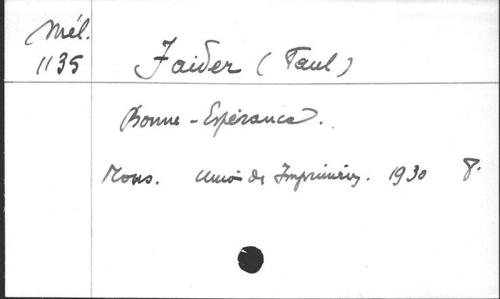 Mél.
1135
Faider (Paul)
Bonne-Espérance.
Mons. Union des Imprimeries. 1930 8.